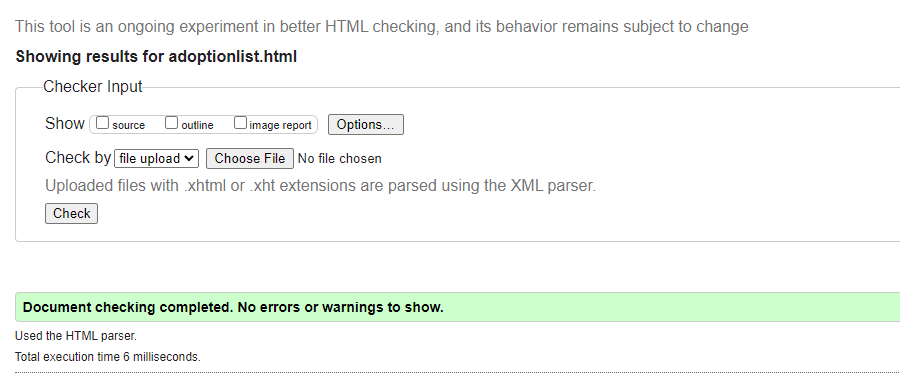 This tool is an ongoing experiment in better HTML checking, and its behavior remains subject to change
Showing results for adoptionlist.html
Checker Input
Show source outline image report Options...
Check by file upload Choose File No file chosen
Uploaded files with .xhtml or .xht extensions are parsed using the XML parser.
Check
Document checking completed. No errors or warnings to show.
Used the HTML parser.
Total execution time 6 milliseconds.